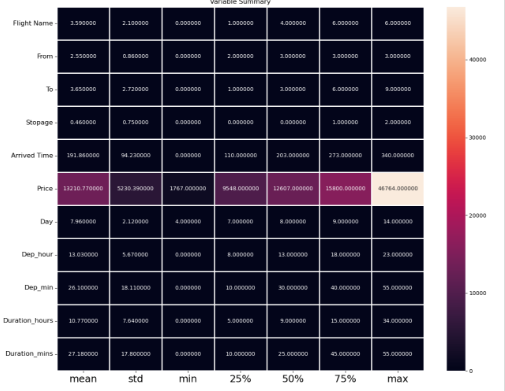 Variable Summary
Flight Name 3.590000 2.100000 0.000000 1.000000 4.000000 6.000000 6.000000
From 2.550000 0.860000 0.000000 2.000000 3.000000 3.000000 3.000000
To 3.650000 2.720000 0.000000 1.000000 3.000000 6.000000 9.000000
Stopage 0.460000 0.750000 0.000000 0.000000 0.000000 1.000000 2.000000
Arrived Time 191.860000 94.230000 0.000000 110.000000 203.000000 273.000000 340.000000
Price 13210.770000 5230.390000 1767.000000 9548.000000 12607.000000 15800.000000 46764.000000
Day 7.960000 2.120000 4.000000 7.000000 8.000000 9.000000 14.000000
Dep_hour 13.030000 5.670000 0.000000 8.000000 13.000000 18.000000 23.000000
Dep_min 26.100000 18.110000 0.000000 10.000000 30.000000 40.000000 55.000000
Duration_hours 10.770000 7.640000 0.000000 5.000000 9.000000 15.000000 34.000000
Duration_mins 27.180000 17.800000 0.000000 10.000000 25.000000 45.000000 55.000000
mean std min 25% 50% 75% max
40000
30000
20000
10000
0